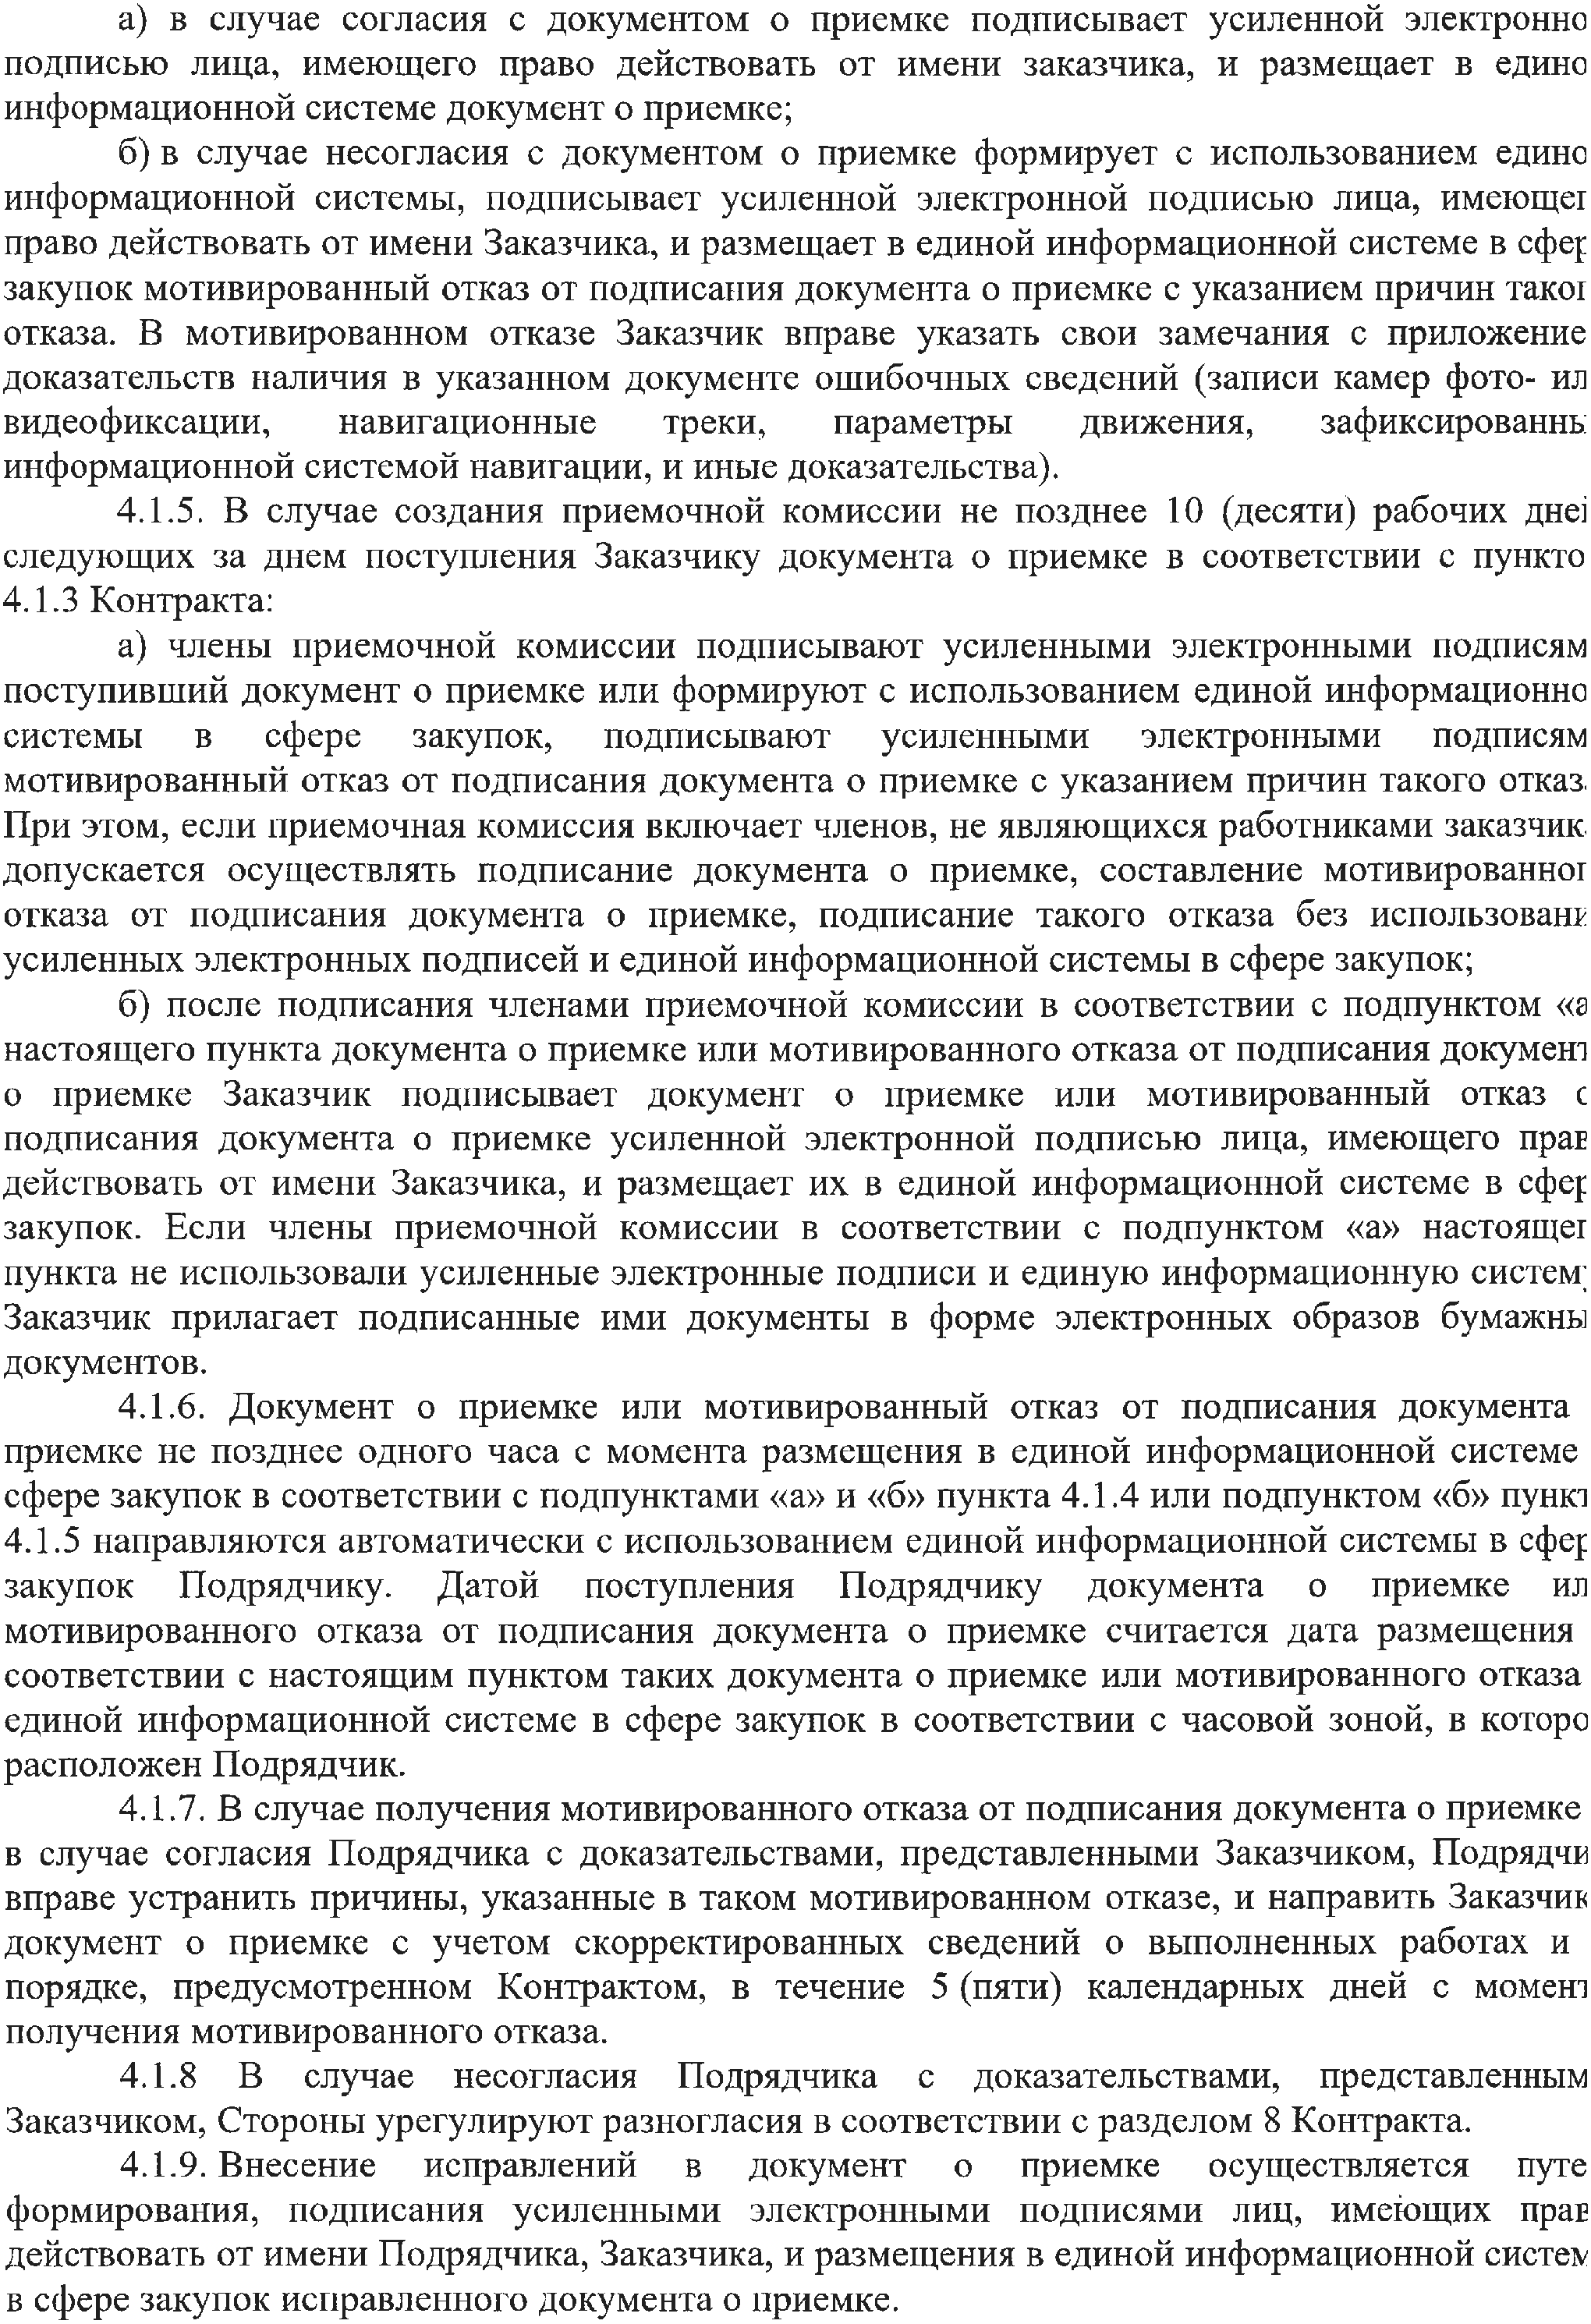 а) в случае согласия с документом о приемке подписывает усиленной электронно
подписью лица, имеющего право действовать от имени заказчика, и размещает в едино
информационной системе документ о приемке;
б) в случае несогласия с документом о приемке формирует с использованием едино
информационной системы, подписывает усиленной электронной подписью лица, имеющег
право действовать от имени Заказчика, и размещает в единой информационной системе в сфер
закупок мотивированный отказ от подписания документа о приемке с указанием причин таког
отказа. В мотивированном отказе Заказчик вправе указать свои замечания с приложение
доказательств наличия в указанном документе ошибочных сведений (записи камер фото- ил
видеофиксации, навигационные треки, параметры движения, зафиксированны
информационной системой навигации, и иные доказательства).
4.1.5. В случае создания приемочной комиссии не позднее 10 (десяти) рабочих дней
следующих за днем поступления Заказчику документа о приемке в соответствии с пункто
4.1.3 Контракта:
а) члены приемочной комиссии подписывают усиленными электронными подписям
поступивший документ о приемке или формируют с использованием единой информационно
системы в сфере закупок, подписывают усиленными электронными подписям
мотивированный отказ от подписания документа о приемке с указанием причин такого отказ
При этом, если приемочная комиссия включает членов, не являющихся работниками заказчик
допускается осуществлять подписание документа о приемке, составление мотивированног
отказа от подписания документа о приемке, подписание такого отказа без использовани
усиленных электронных подписей и единой информационной системы в сфере закупок;
б) после подписания членами приемочной комиссии в соответствии с подпунктом «а
настоящего пункта документа о приемке или мотивированного отказа от подписания документ
о приемке Заказчик подписывает документ о приемке или мотивированный отказ о
подписания документа о приемке усиленной электронной подписью лица, имеющего прав
действовать от имени Заказчика, и размещает их в единой информационной системе в сфер
закупок. Если члены приемочной комиссии в соответствии с подпунктом «а» настоящег
пункта не использовали усиленные электронные подписи и единую информационную систему
Заказчик прилагает подписанные ими документы в форме электронных образов бумажны
документов.
4.1.6. Документ о приемке или мотивированный отказ от подписания документа
приемке не позднее одного часа с момента размещения в единой информационной системе
сфере закупок в соответствии с подпунктами «а» и «б» пункта 4.1.4 или подпунктом «б» пункт
4.1.5 направляются автоматически с использованием единой информационной системы в сфер
закупок Подрядчику. Датой поступления Подрядчику документа о приемке ил
мотивированного отказа от подписания документа о приемке считается дата размещения
соответствии с настоящим пунктом таких документа о приемке или мотивированного отказа
единой информационной системе в сфере закупок в соответствии с часовой зоной, в которо
расположен Подрядчик.
4.1.7. В случае получения мотивированного отказа от подписания документа о приемке
в случае согласия Подрядчика с доказательствами, представленными Заказчиком, Подрядчи
вправе устранить причины, указанные в таком мотивированном отказе, и направить Заказчик
документ о приемке с учетом скорректированных сведений о выполненных работах и
порядке, предусмотренном Контрактом, в течение 5 (пяти) календарных дней с момент
получения мотивированного отказа.
4.1.8 В случае несогласия Подрядчика с доказательствами, представленным
Заказчиком, Стороны урегулируют разногласия в соответствии с разделом 8 Контракта.
4.1.9. Внесение исправлений в документ о приемке осуществляется путе
формирования, подписания усиленными электронными подписями лиц, имеющих прав
действовать от имени Подрядчика, Заказчика, и размещения в единой информационной систем
в сфере закупок исправленного документа о приемке.